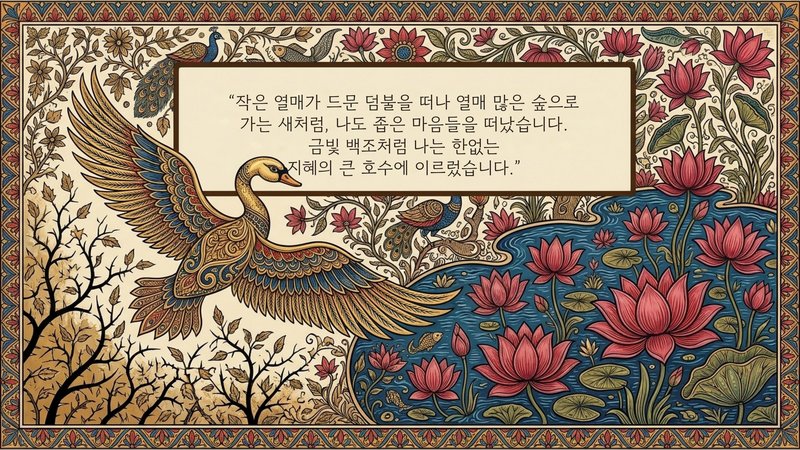 “작은 열매가 드문 덤불을 떠나 열매 많은 숲으로
가는 새처럼, 나도 좁은 마음들을 떠났습니다.
금빛 백조처럼 나는 한없는
지혜의 큰 호수에 이르렀습니다.”